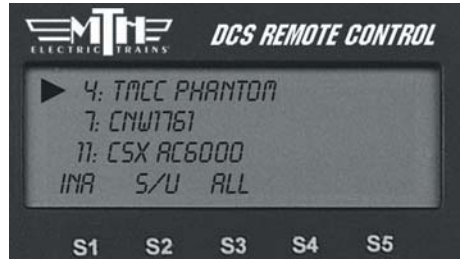 MTH DCS REMOTE CONTROL
ELECTRIC TRAINS
4: TMCC PHANTOM
7: CNW1761
11: CSX AC6000
INA S/U ALL
S1 S2 S3 S4 S5